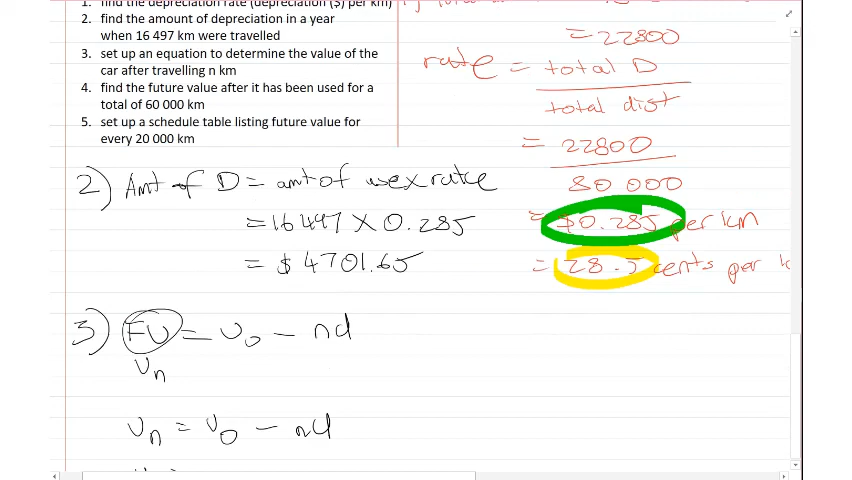 1. find the depreciation rate (depreciation ($) per km)
2. find the amount of depreciation in a year
when 16 497 km were travelled
3. set up an equation to determine the value of the
car after travelling n km
4. find the future value after it has been used for a
total of 60 000 km
5. set up a schedule table listing future value for
every 20 000 km
= 22800
rate = total D
total dist
= 22800
80 000
= $0.285 per km
= 28.5 cents per k
2) Amt of D = amt of use x rate
= 16497 X 0.285
= $ 4701.65
3) FV = V0 - nd
Vn
Vn = V0 - nd